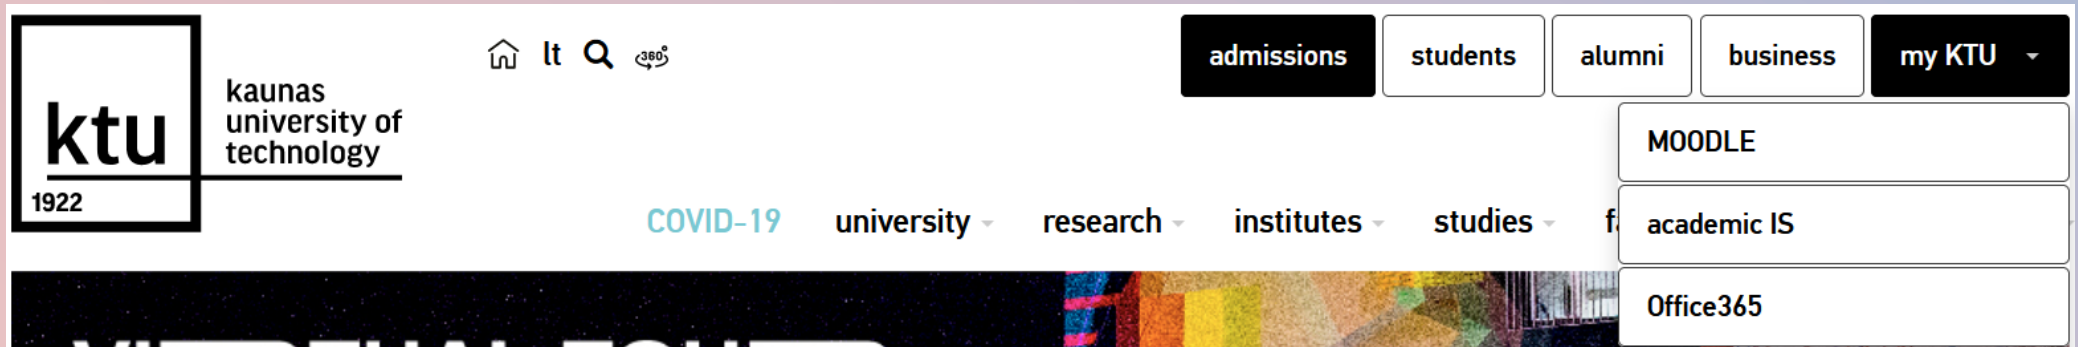 ktu
1922
kaunas
university of
technology
lt
360°
admissions
students
alumni
business
my KTU
MOODLE
academic IS
Office365
COVID-19
university
research
institutes
studies